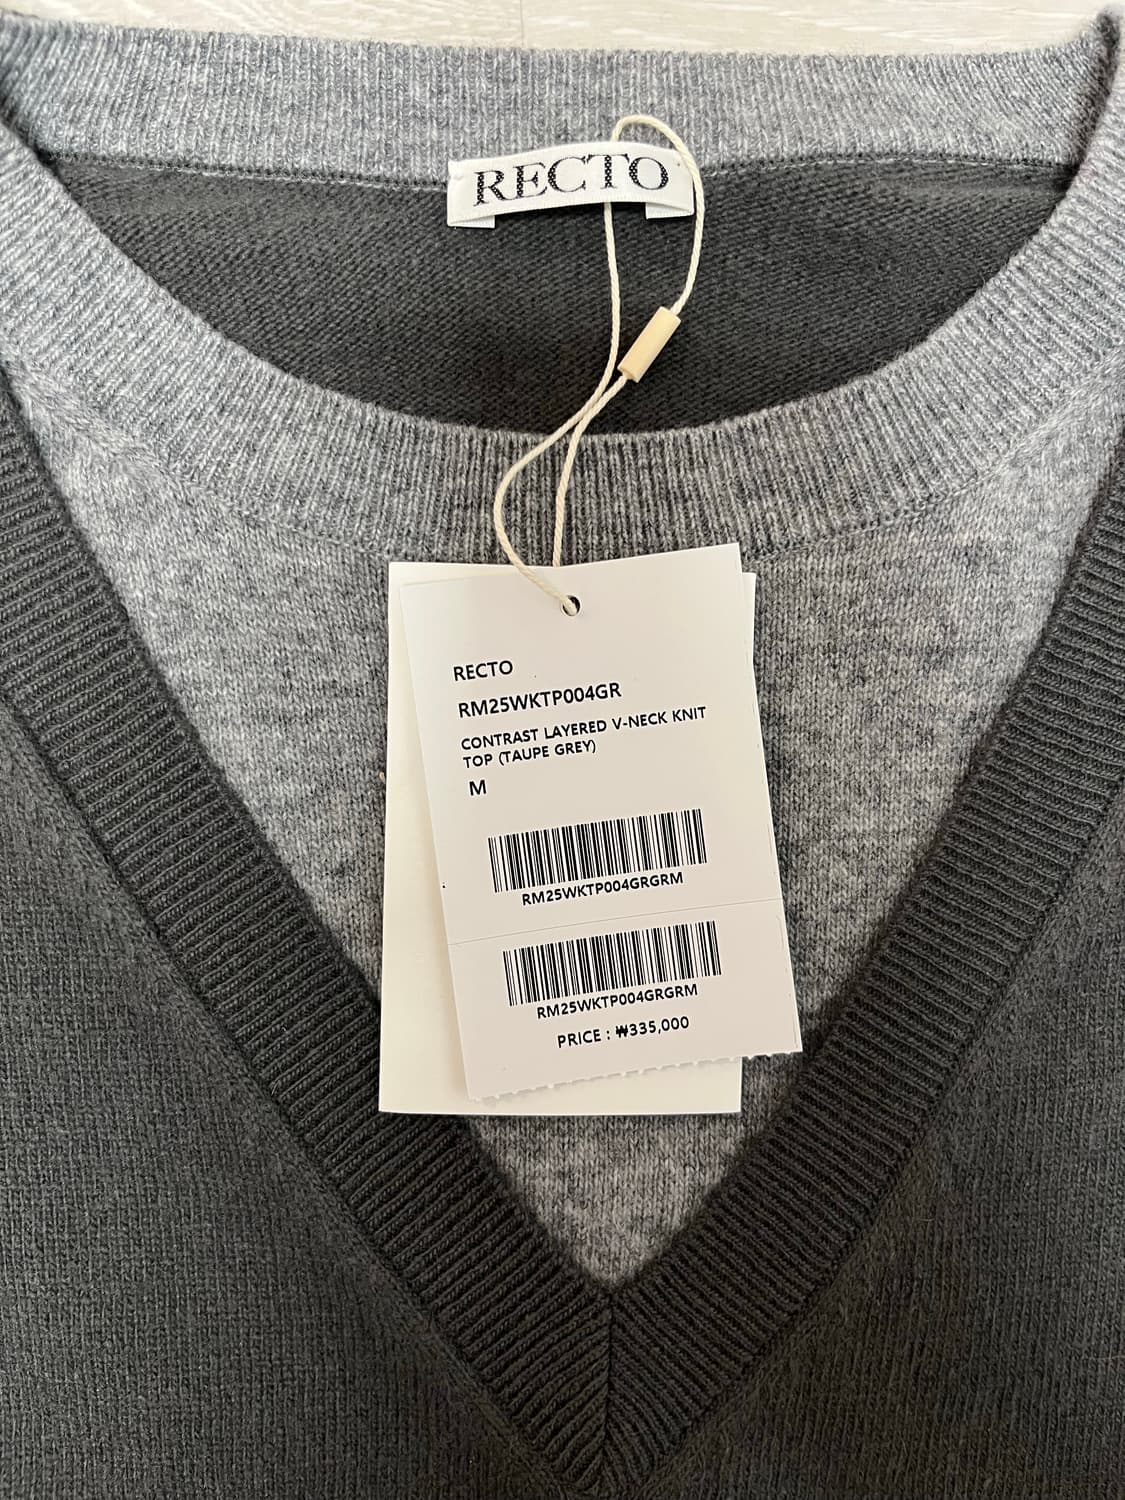 RECTO
RECTO
RM25WKTP004GR
CONTRAST LAYERED V-NECK KNIT
TOP (TAUPE GREY)
M
RM25WKTP004GRGRM
RM25WKTP004GRGRM
PRICE : ₩335,000